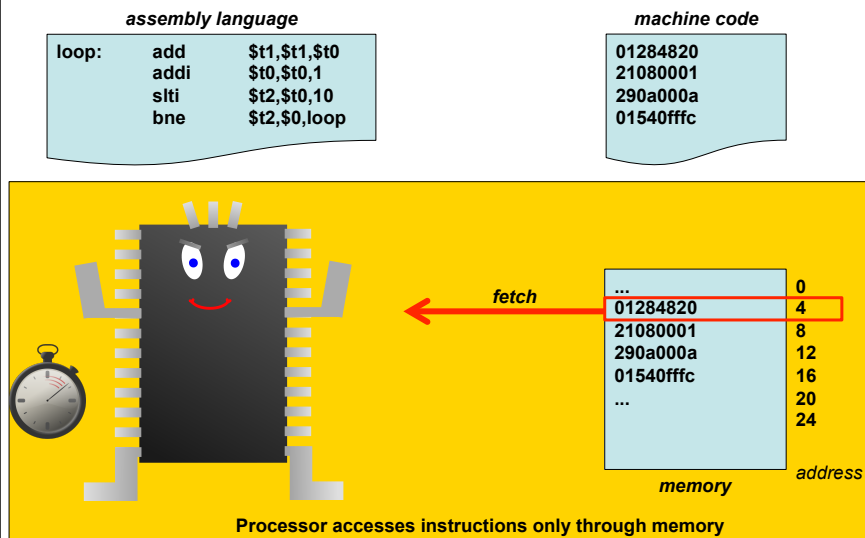 assembly language
machine code
loop: add $t1,$t1,$t0
addi $t0,$t0,1
slti $t2,$t0,10
bne $t2,$0,loop
01284820
21080001
290a000a
01540fffc
fetch
... 0
01284820 4
21080001 8
290a000a 12
01540fffc 16
... 20
24
memory
address
Processor accesses instructions only through memory